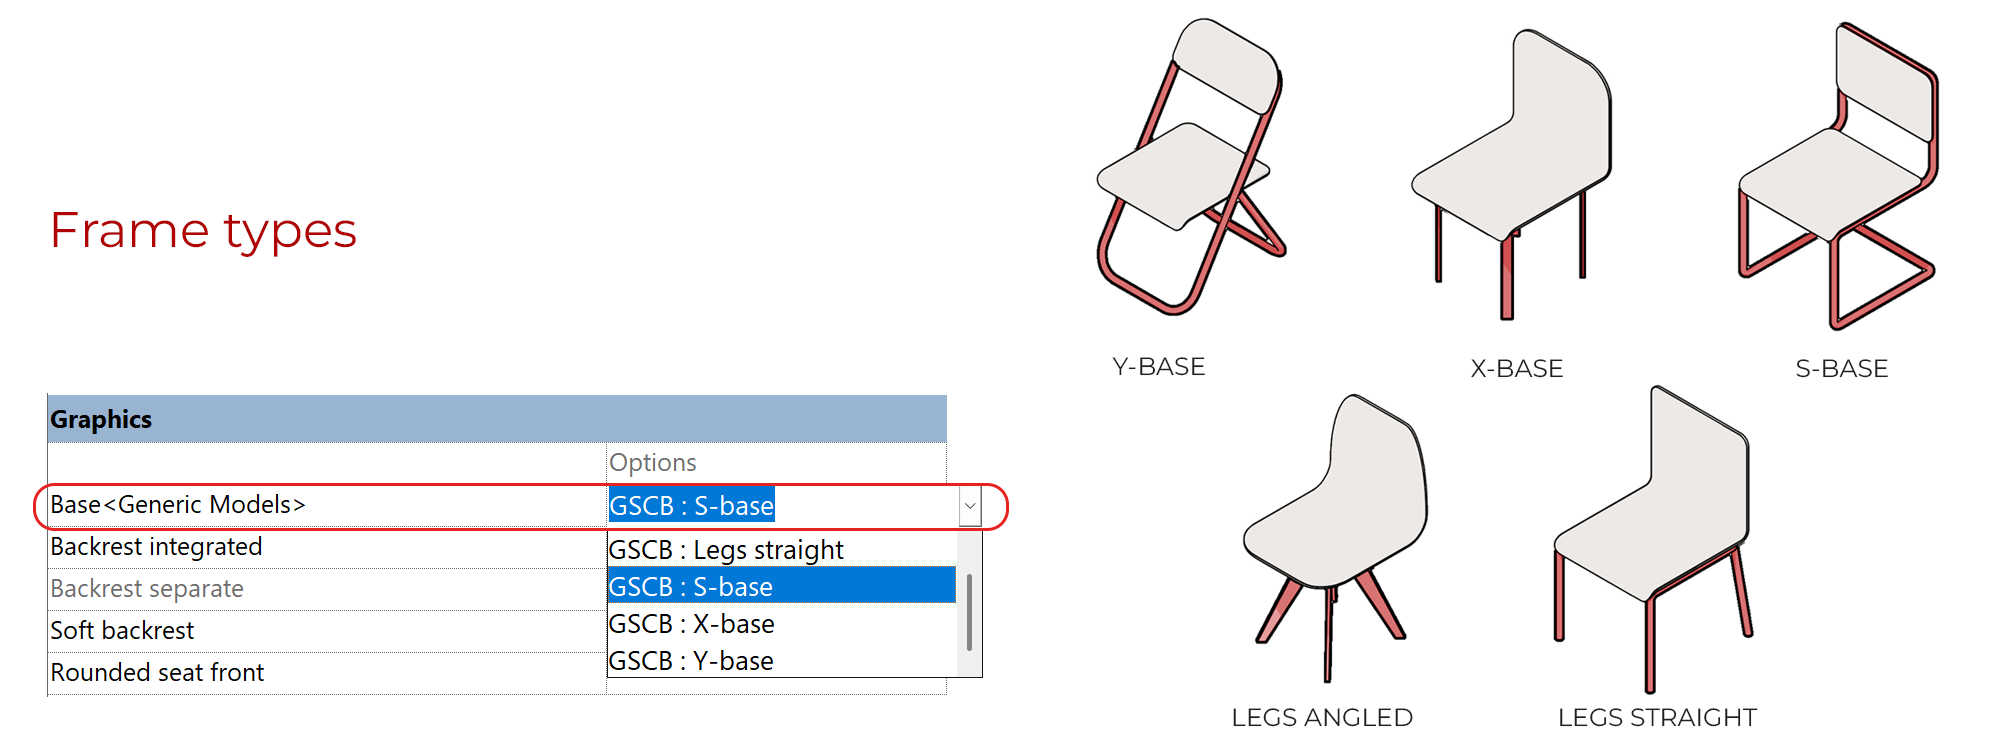 Frame types
Graphics
Options
Base<Generic Models>
GSCB : S-base
Backrest integrated
GSCB : Legs straight
Backrest separate
GSCB : S-base
Soft backrest
GSCB : X-base
Rounded seat front
GSCB : Y-base
Y-BASE
X-BASE
S-BASE
LEGS ANGLED
LEGS STRAIGHT